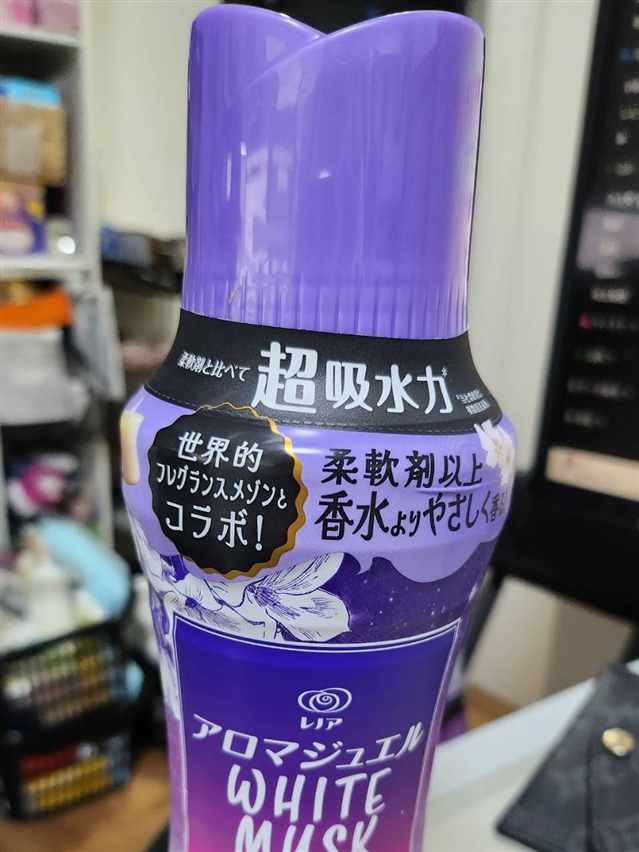 柔軟剤と比べて
超吸水力
世界的
フレグランスメゾンと
コラボ!
柔軟剤以上
香水よりやさしく香
レノア
アロマジュエル
WHITE
MUSK